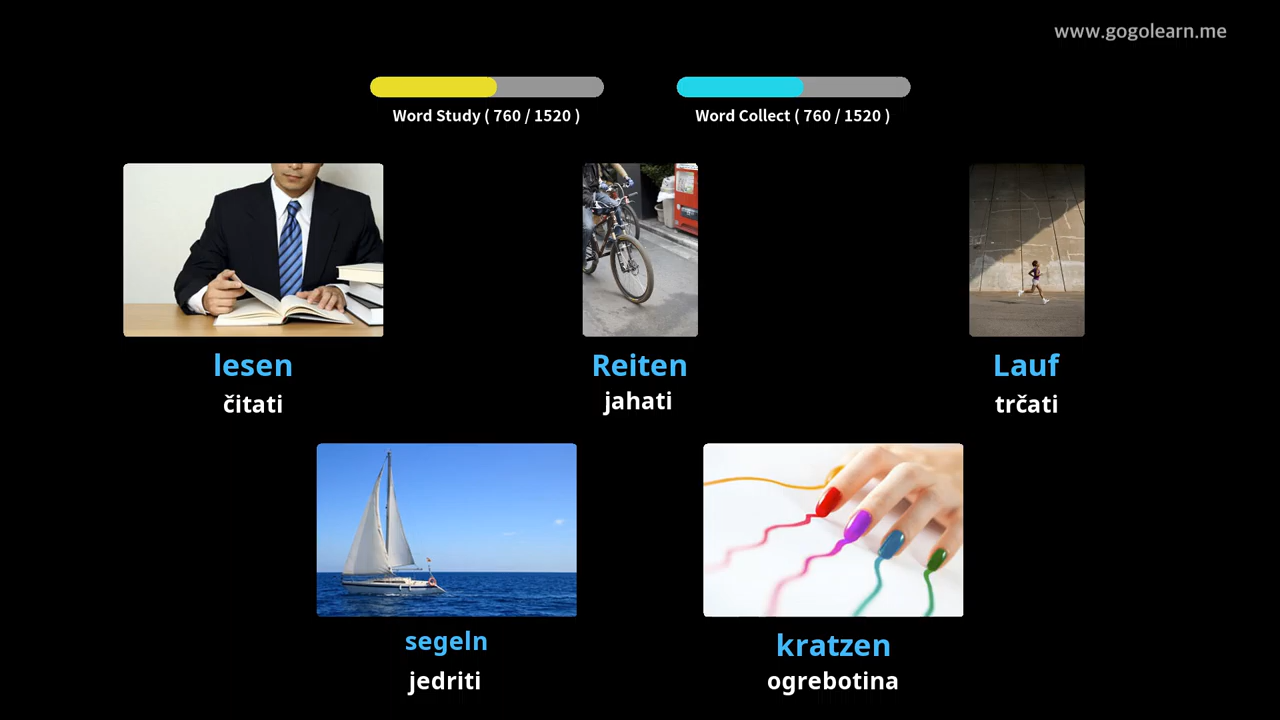 www.gogolearn.me
Word Study ( 760 / 1520 )
Word Collect ( 760 / 1520 )
lesen
čitati
Reiten
jahati
Lauf
trčati
segeln
jedriti
kratzen
ogrebotina